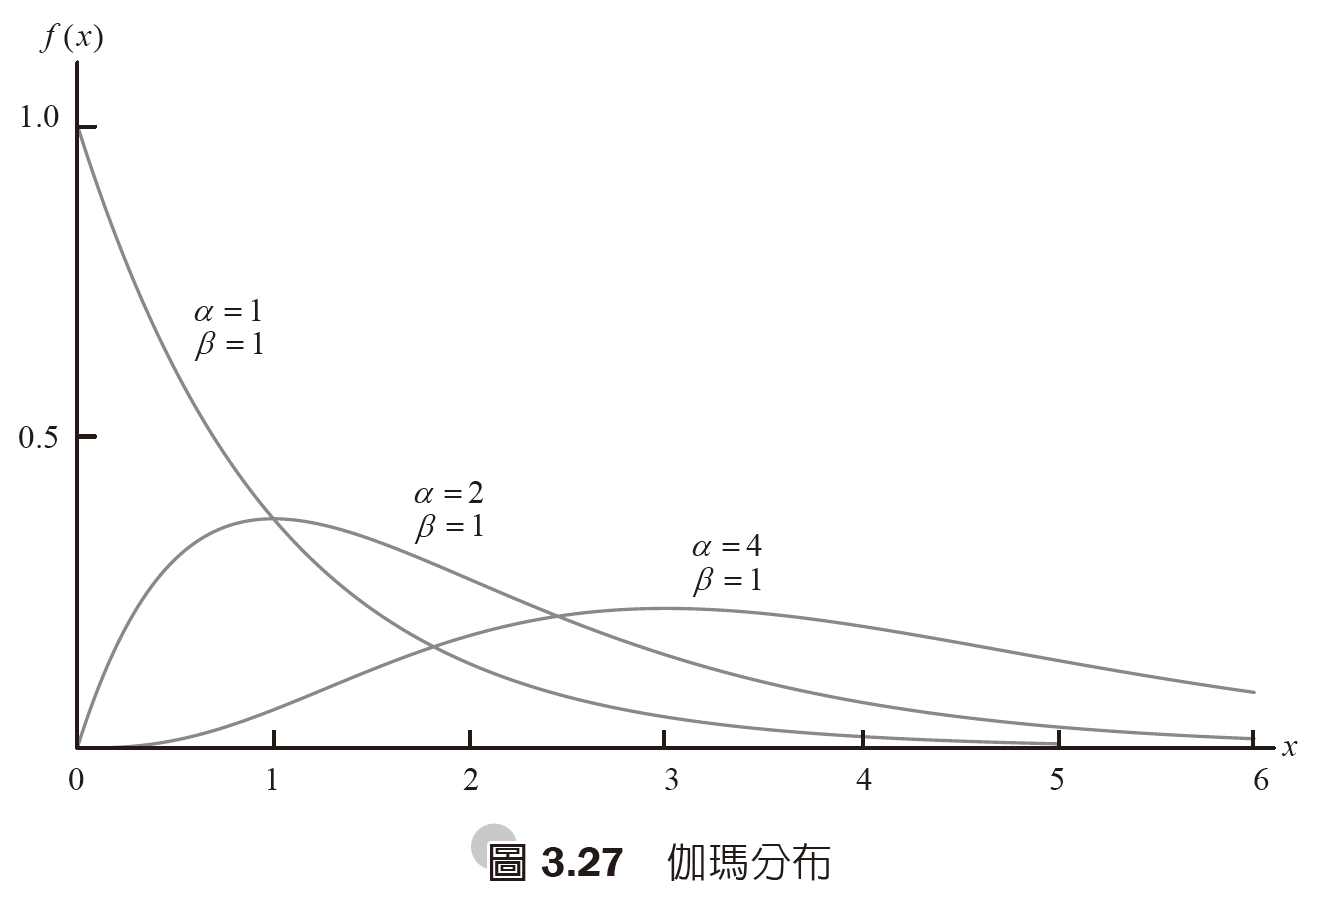 f (x)
1.0
α = 1
β = 1
0.5
α = 2
β = 1
α = 4
β = 1
x
0 1 2 3 4 5 6
圖 3.27 伽瑪分布